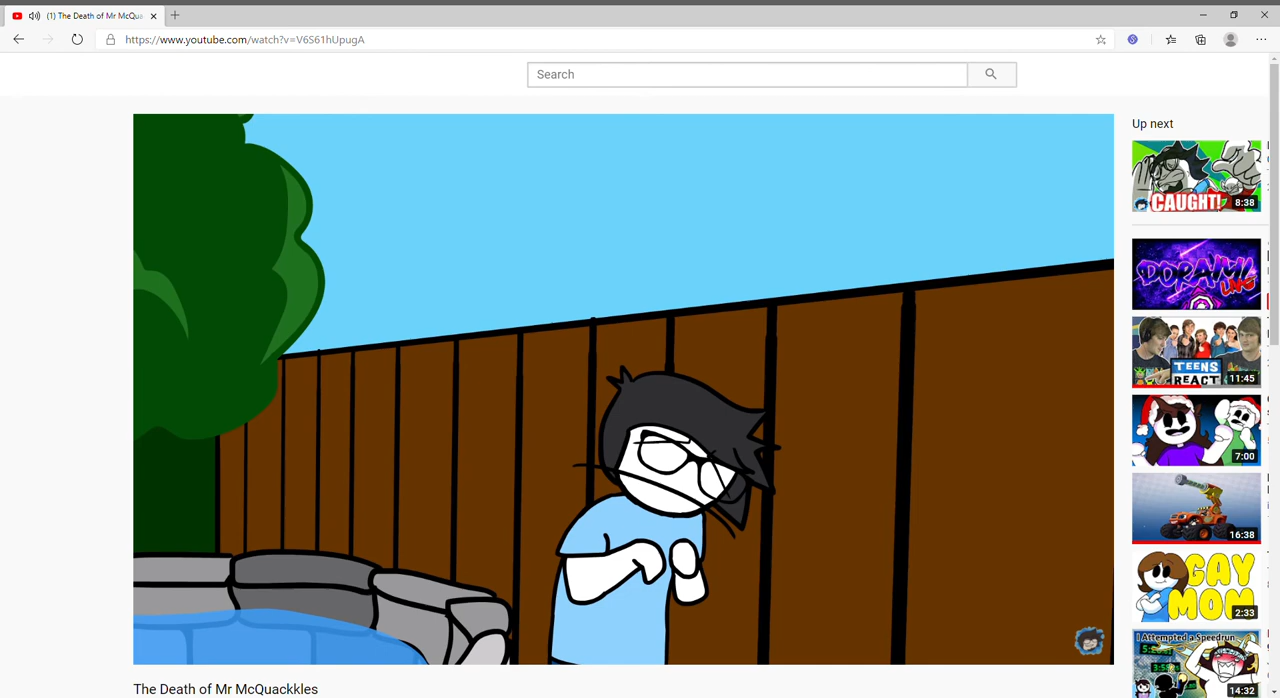 (1) The Death of Mr McQua
https://www.youtube.com/watch?v=V6S61hUpugA
Search
Up next
CAUGHT!
8:38
DORAMI
LIVE
TEENS
REACT
11:45
7:00
16:38
GAY
MOM
2:33
I Attempted a Speedrun
14:32
The Death of Mr McQuackkles